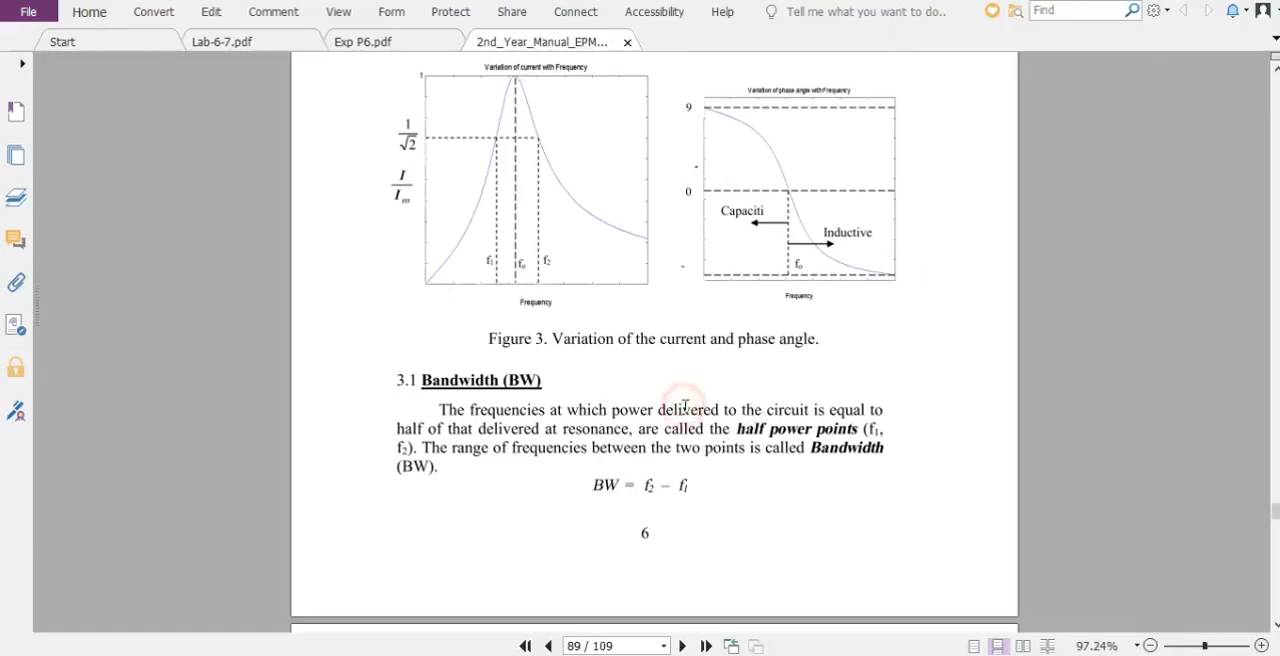 File Home Convert Edit Comment View Form Protect Share Connect Accessibility Help Tell me what you want to do.. Find
Start Lab-6-7.pdf Exp P6.pdf 2nd_Year_Manual_EPM... ×
Variation of current with Frequency
1
1
√2
I
I m
f1 fo f2
Frequency
Variation of phase angle with Frequency
9
-
0
Capaciti
Inductive
-
fo
Frequency
Figure 3. Variation of the current and phase angle.
3.1 Bandwidth (BW)
The frequencies at which power delivered to the circuit is equal to
half of that delivered at resonance, are called the half power points (f1,
f2). The range of frequencies between the two points is called Bandwidth
(BW).
BW = f2 – f1
6
89 / 109
97.24%